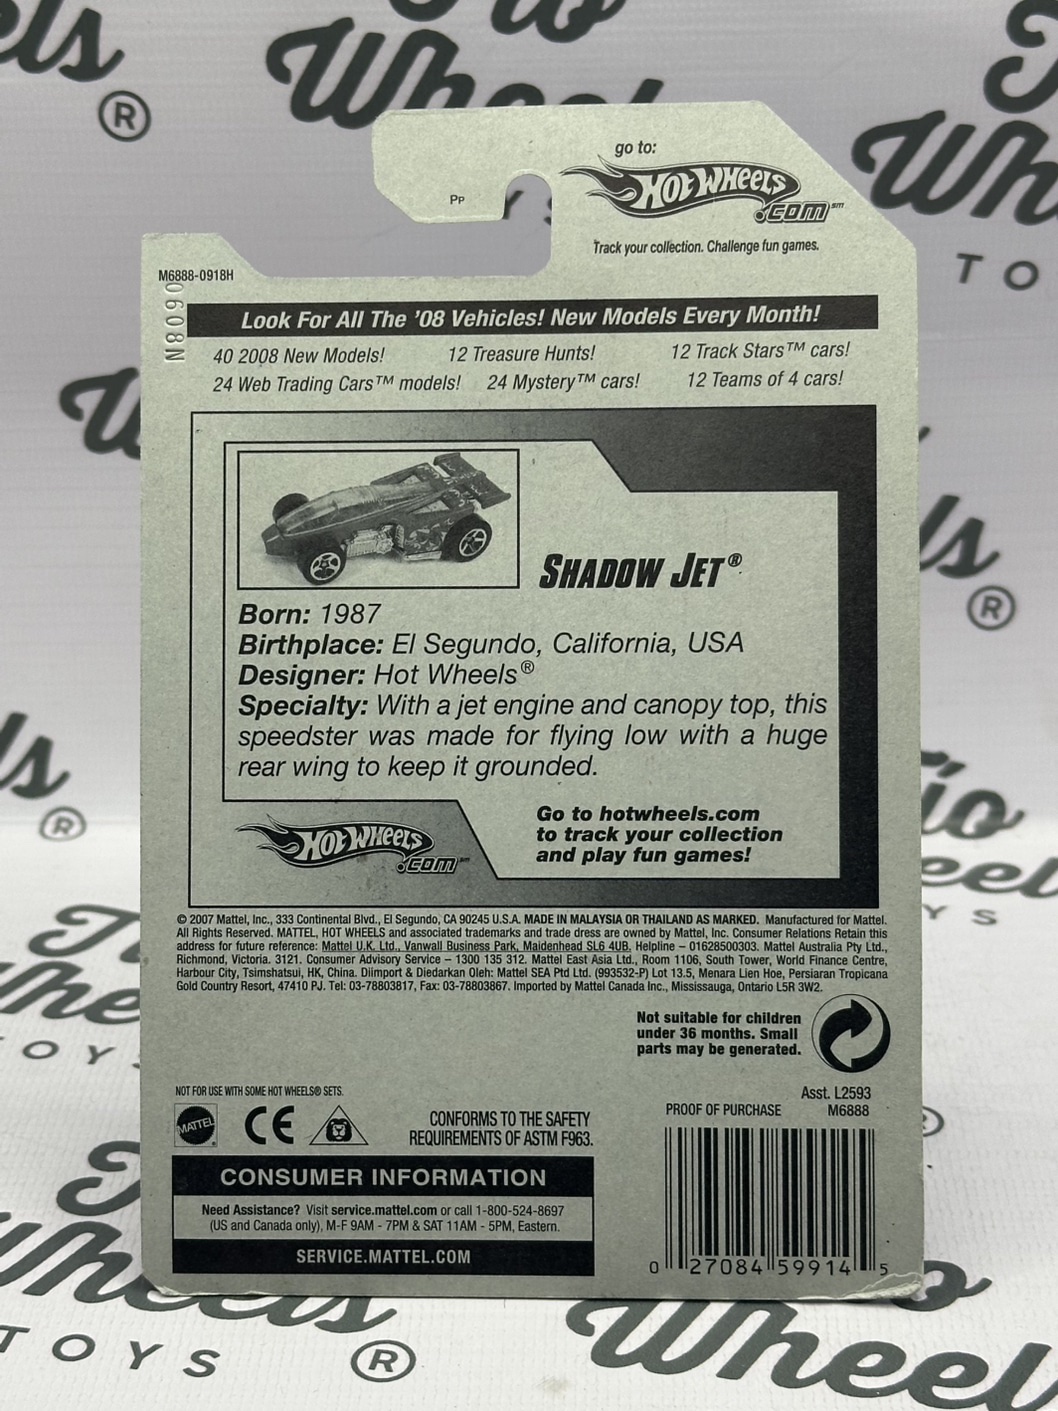 els
®
Tio
Wheels
TOYS
Wh
TO
go to:
HOT WHEELS
.com℠
Pp
Track your collection. Challenge fun games.
M6888-0918H
0608N
Look For All The '08 Vehicles! New Models Every Month!
40 2008 New Models! 12 Treasure Hunts! 12 Track Stars™ cars!
24 Web Trading Cars™ models! 24 Mystery™ cars! 12 Teams of 4 cars!
SHADOW JET®
Born: 1987
Birthplace: El Segundo, California, USA
Designer: Hot Wheels®
Specialty: With a jet engine and canopy top, this
speedster was made for flying low with a huge
rear wing to keep it grounded.
HOT WHEELS
.com℠
Go to hotwheels.com
to track your collection
and play fun games!
© 2007 Mattel, Inc., 333 Continental Blvd., El Segundo, CA 90245 U.S.A. MADE IN MALAYSIA OR THAILAND AS MARKED. Manufactured for Mattel.
All Rights Reserved. MATTEL, HOT WHEELS and associated trademarks and trade dress are owned by Mattel, Inc. Consumer Relations Retain this
address for future reference: Mattel U.K. Ltd., Vanwall Business Park, Maidenhead SL6 4UB. Helpline – 01628500303. Mattel Australia Pty Ltd.,
Richmond, Victoria. 3121. Consumer Advisory Service – 1300 135 312. Mattel East Asia Ltd., Room 1106, South Tower, World Finance Centre,
Harbour City, Tsimshatsui, HK, China. Diimport & Diedarkan Oleh: Mattel SEA Ptd Ltd. (993532-P) Lot 13.5, Menara Lien Hoe, Persiaran Tropicana
Gold Country Resort, 47410 PJ. Tel: 03-78803817, Fax: 03-78803867. Imported by Mattel Canada Inc., Mississauga, Ontario L5R 3W2.
Not suitable for children
under 36 months. Small
parts may be generated.
NOT FOR USE WITH SOME HOT WHEELS® SETS.
MATTEL
®
CE
CONFORMS TO THE SAFETY
REQUIREMENTS OF ASTM F963.
Asst. L2593
PROOF OF PURCHASE M6888
CONSUMER INFORMATION
Need Assistance? Visit service.mattel.com or call 1-800-524-8697
(US and Canada only), M-F 9AM - 7PM & SAT 11AM - 5PM, Eastern.
SERVICE.MATTEL.COM
0 27084 59914 5
TOYS ®
Wheel